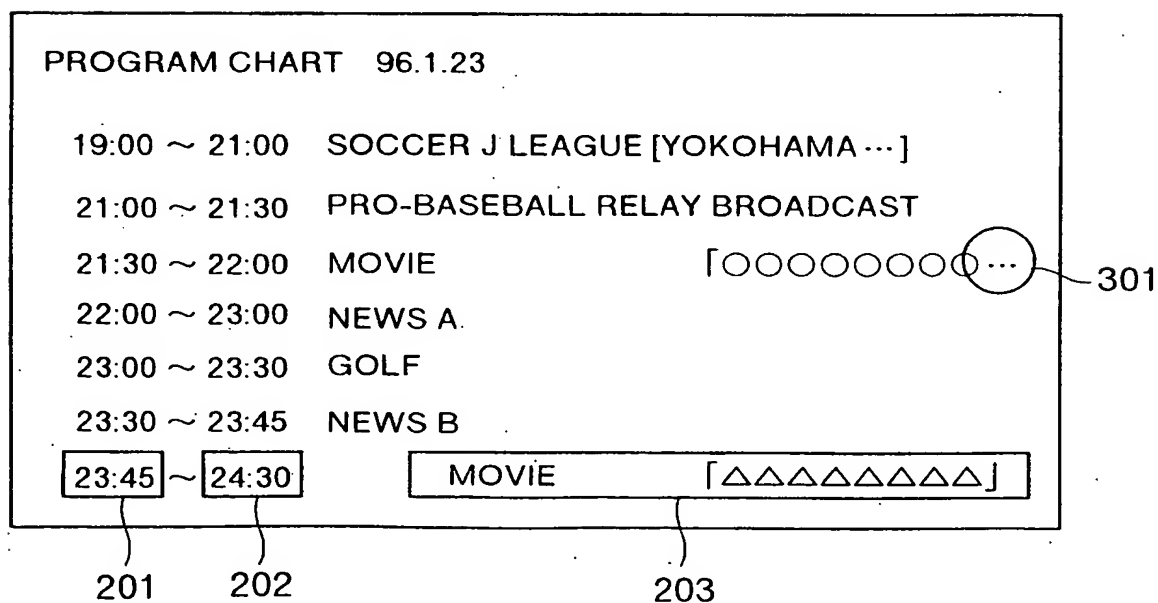 PROGRAM CHART 96.1.23
19:00 ~ 21:00 SOCCER J LEAGUE [YOKOHAMA ⋯]
21:00 ~ 21:30 PRO-BASEBALL RELAY BROADCAST
21:30 ~ 22:00 MOVIE 「○○○○○○○○⋯
301
22:00 ~ 23:00 NEWS A
23:00 ~ 23:30 GOLF
23:30 ~ 23:45 NEWS B
23:45 ~ 24:30 MOVIE 「△△△△△△△△」
201 202 203